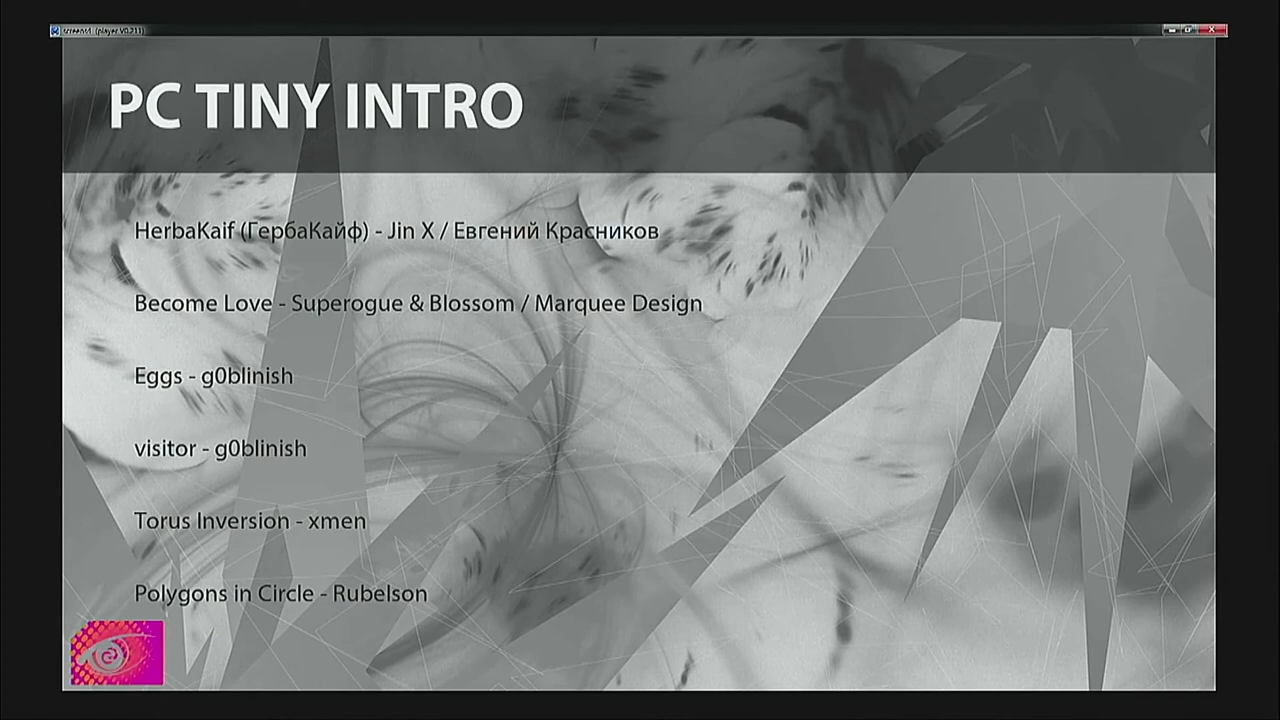 PC TINY INTRO
HerbaKaif (ГербаКайф) - Jin X / Евгений Красников
Become Love - Superogue & Blossom / Marquee Design
Eggs - g0blinish
visitor - g0blinish
Torus Inversion - xmen
Polygons in Circle - Rubelson